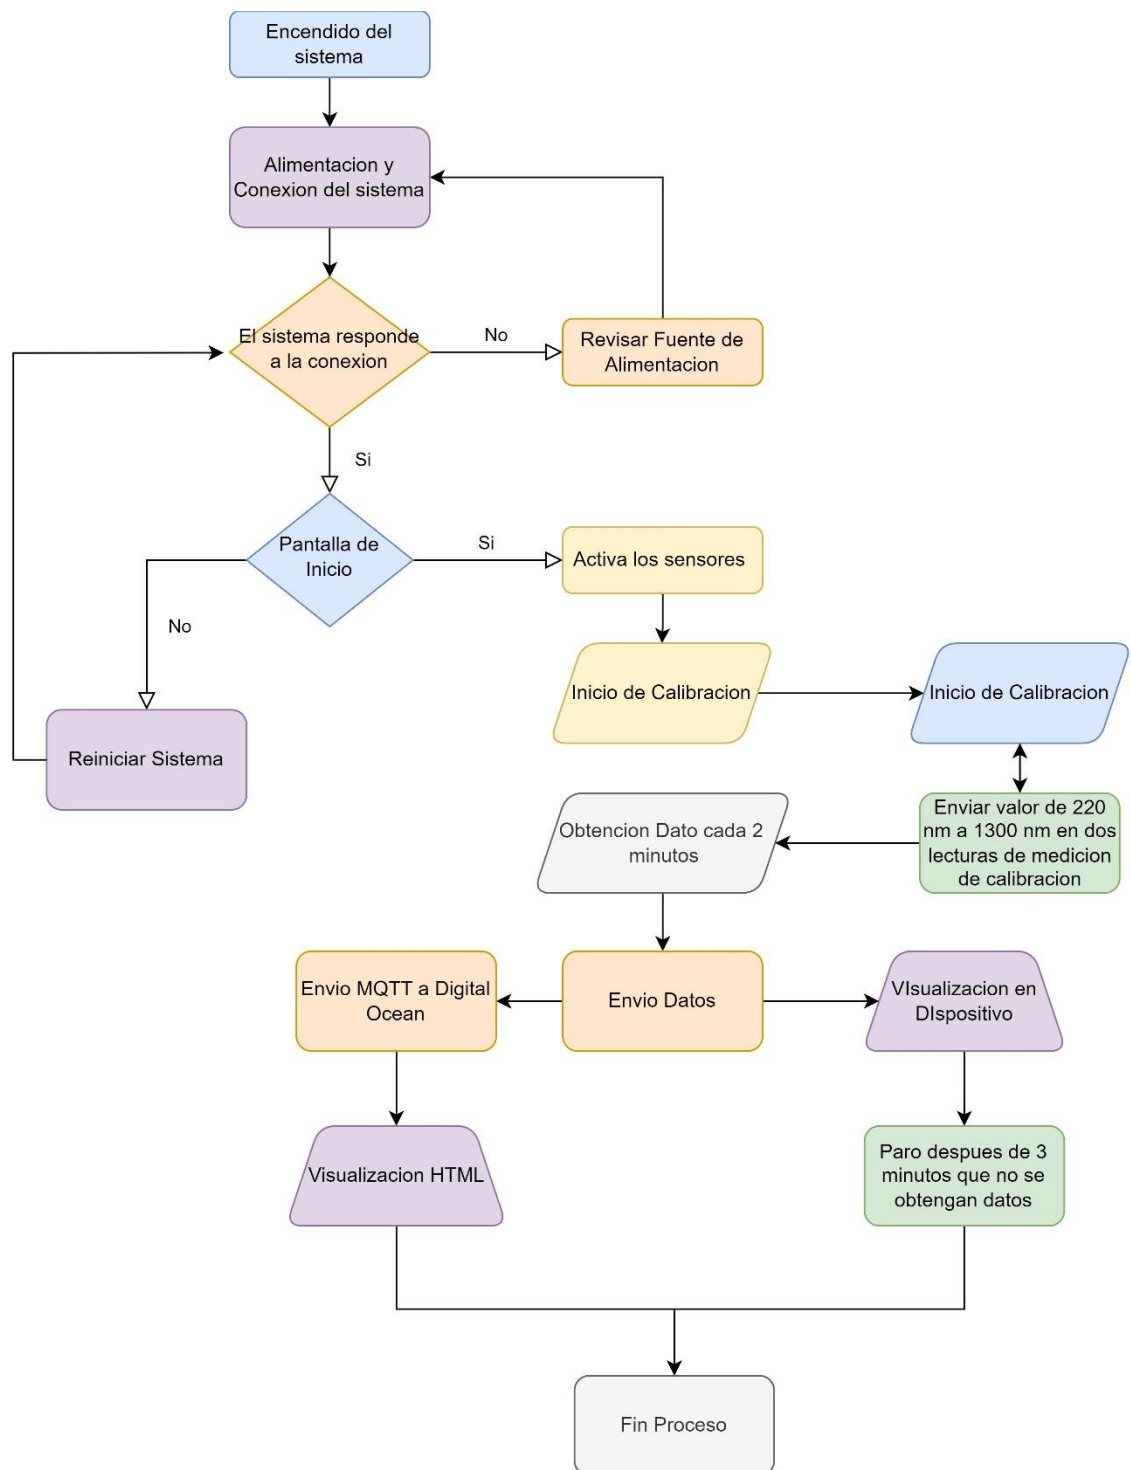 Encendido del
sistema
Alimentacion y
Conexion del sistema
El sistema responde
a la conexion
No
Revisar Fuente de
Alimentacion
Si
Pantalla de
Inicio
Si
Activa los sensores
No
Reiniciar Sistema
Inicio de Calibracion
Inicio de Calibracion
Enviar valor de 220
nm a 1300 nm en dos
lecturas de medicion
de calibracion
Obtencion Dato cada 2
minutos
Envio MQTT a Digital
Ocean
Envio Datos
VIsualizacion en
DIspositivo
Visualizacion HTML
Paro despues de 3
minutos que no se
obtengan datos
Fin Proceso